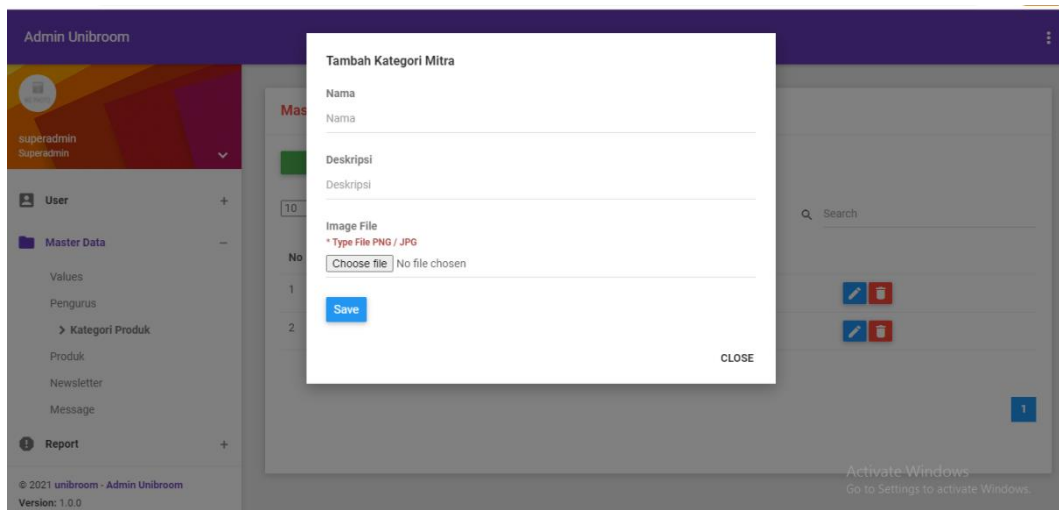 Admin Unibroom
superadmin
Superadmin
User
Master Data
Values
Pengurus
Kategori Produk
Produk
Newsletter
Message
Report
© 2021 unibroom - Admin Unibroom
Version: 1.0.0
Mas
10
Search
No
1
2
1
Tambah Kategori Mitra
Nama
Nama
Deskripsi
Deskripsi
Image File
* Type File PNG / JPG
Choose file No file chosen
Save
CLOSE
Activate Windows
Go to Settings to activate Windows.